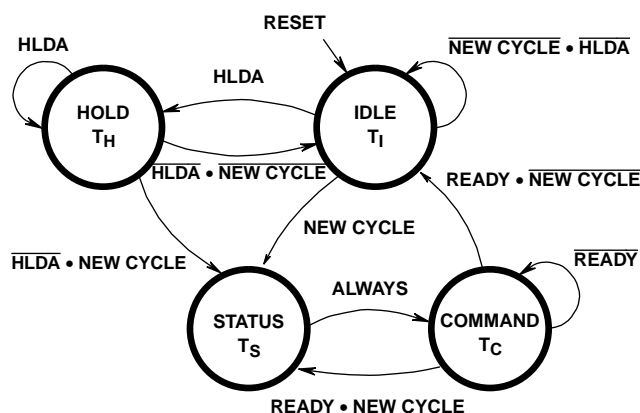 RESET
HLDA
NEW CYCLE • HLDA
HLDA
HOLD
TH
IDLE
TI
HLDA • NEW CYCLE
READY • NEW CYCLE
NEW CYCLE
HLDA • NEW CYCLE
READY
ALWAYS
STATUS
TS
COMMAND
TC
READY • NEW CYCLE